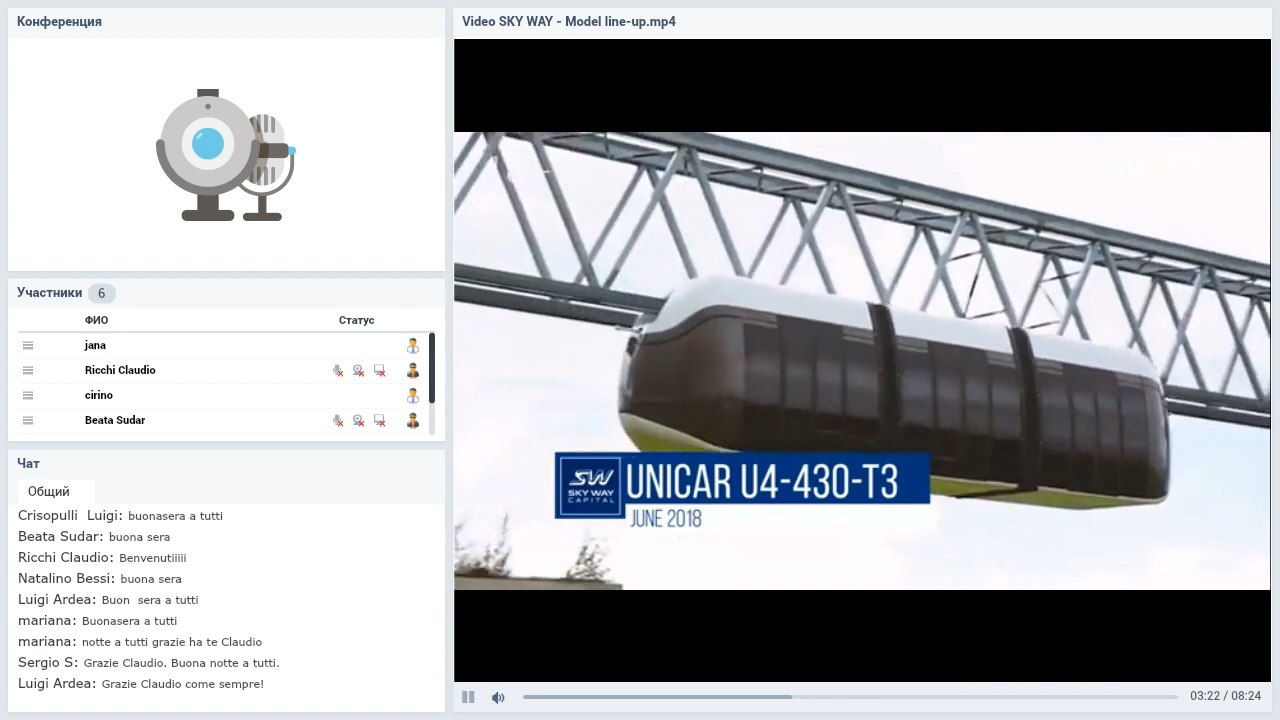 Конференция
Участники 6
ФИО Статус
jana
Ricchi Claudio
cirino
Beata Sudar
Чат
Общий
Crisopulli Luigi: buonasera a tutti
Beata Sudar: buona sera
Ricchi Claudio: Benvenutiiiii
Natalino Bessi: buona sera
Luigi Ardea: Buon sera a tutti
mariana: Buonasera a tutti
mariana: notte a tutti grazie ha te Claudio
Sergio S: Grazie Claudio. Buona notte a tutti.
Luigi Ardea: Grazie Claudio come sempre!
Video SKY WAY - Model line-up.mp4
SW
SKY WAY
CAPITAL
UNICAR U4-430-T3
JUNE 2018
03:22 / 08:24